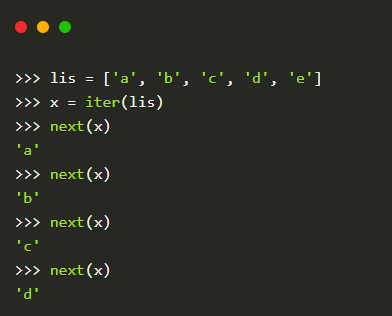 >>> lis = ['a', 'b', 'c', 'd', 'e']
>>> x = iter(lis)
>>> next(x)
'a'
>>> next(x)
'b'
>>> next(x)
'c'
>>> next(x)
'd'